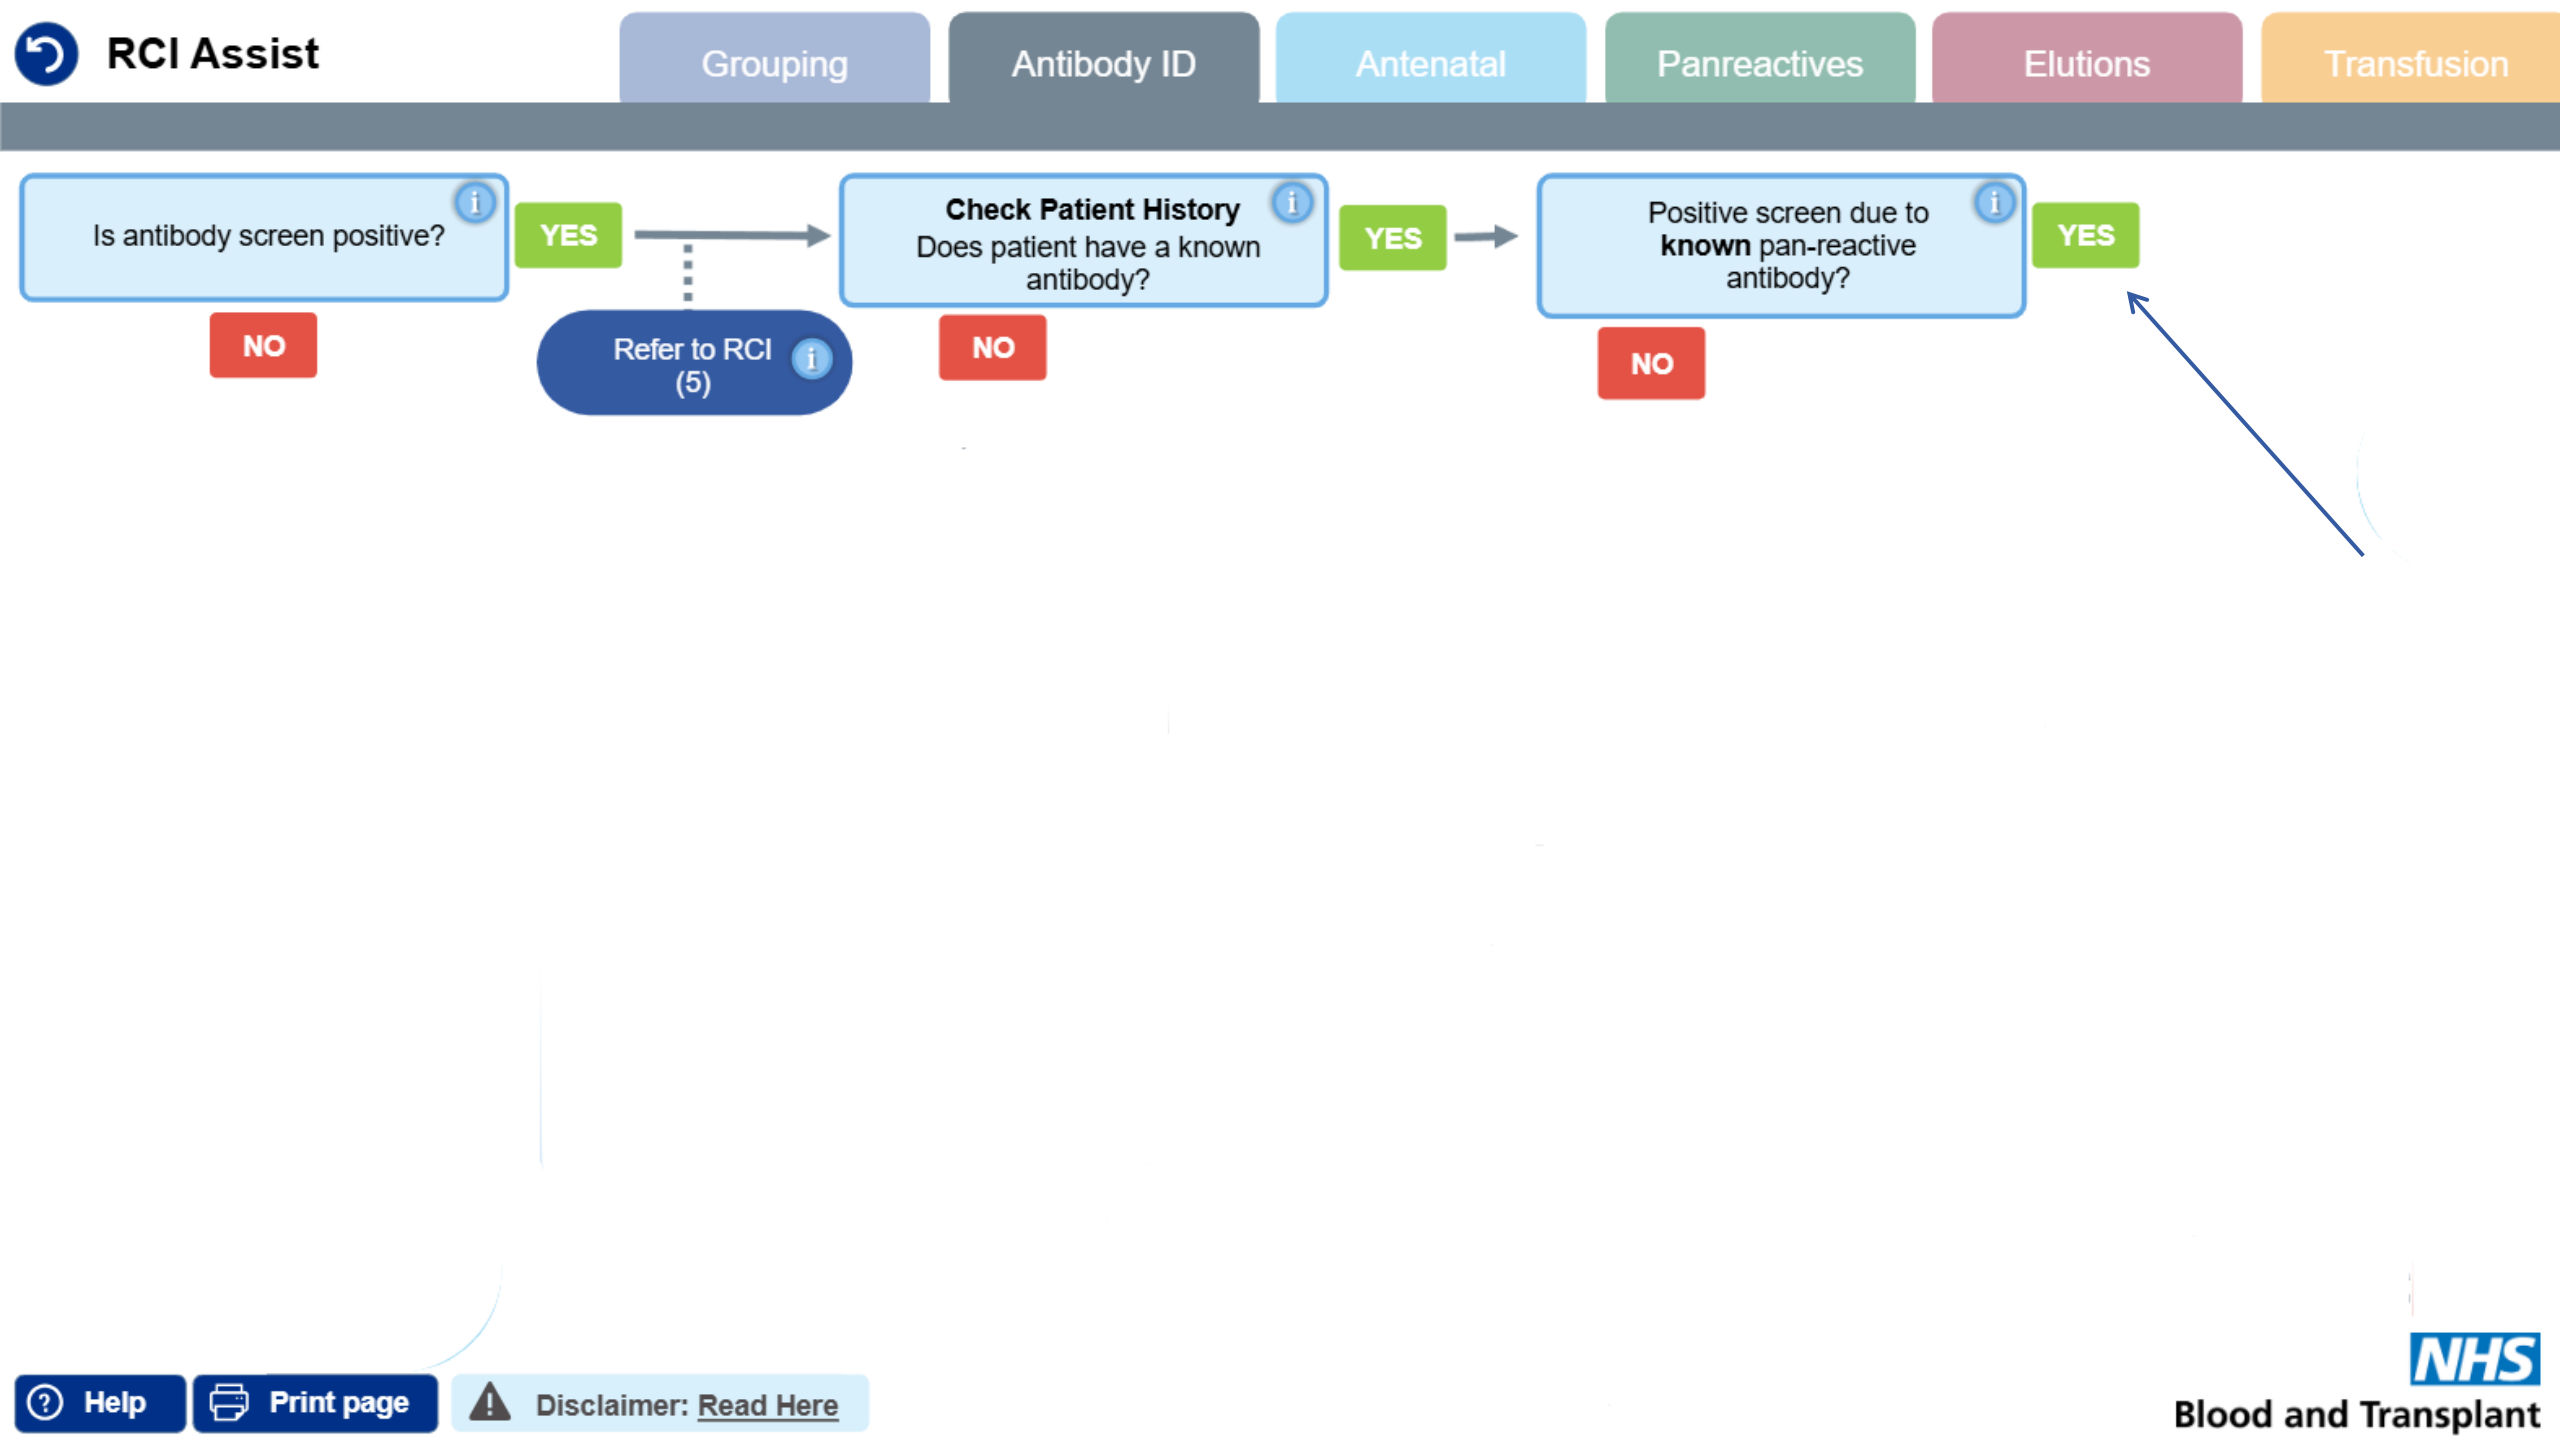 RCI Assist
Grouping
Antibody ID
Antenatal
Panreactives
Elutions
Transfusion
Is antibody screen positive?
YES
NO
Refer to RCI
(5)
Check Patient History
Does patient have a known
antibody?
YES
NO
Positive screen due to
known pan-reactive
antibody?
YES
NO
Help
Print page
Disclaimer: Read Here
NHS
Blood and Transplant